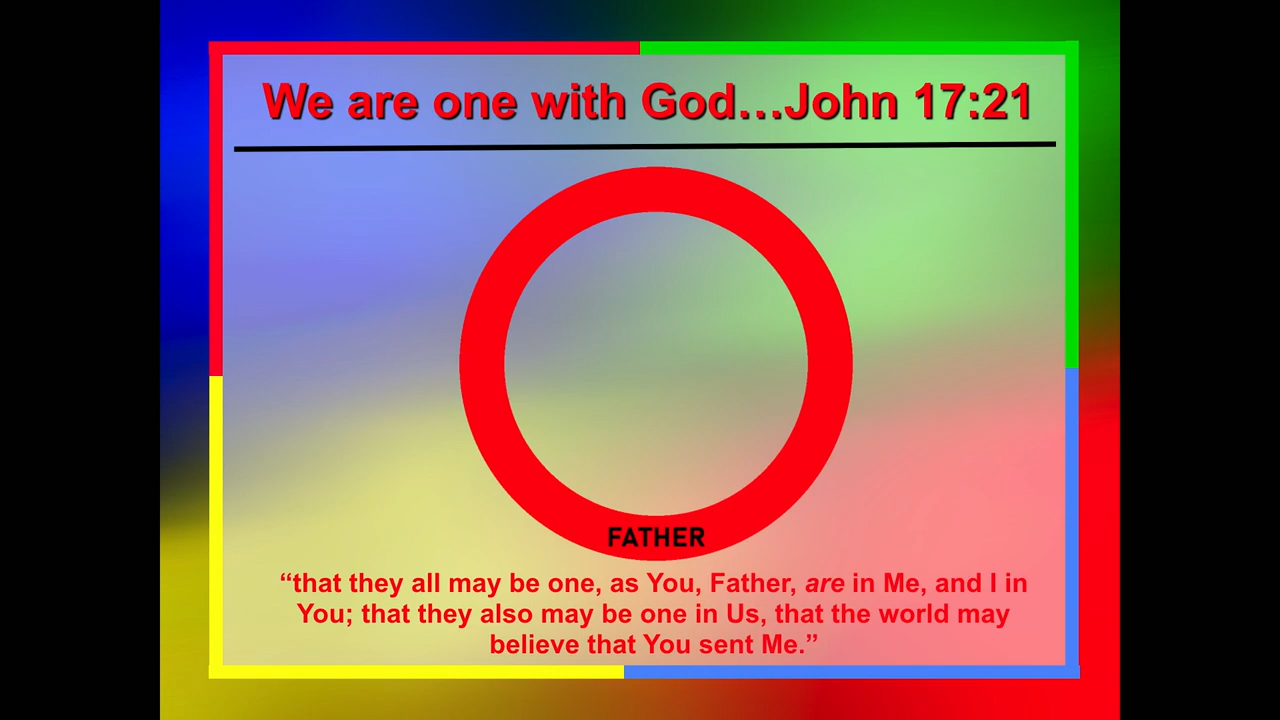 We are one with God…John 17:21
FATHER
“that they all may be one, as You, Father, are in Me, and I in
You; that they also may be one in Us, that the world may
believe that You sent Me.”